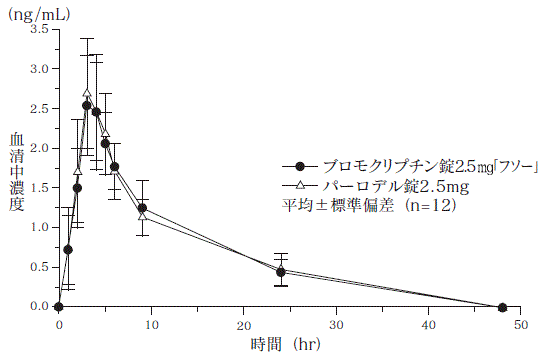 (ng/mL)
3.5
3.0
2.5
2.0
1.5
1.0
0.5
0.0
血清中濃度
ブロモクリプチン錠2.5㎎「フソー」
パーロデル錠2.5mg
平均±標準偏差 (n=12)
0 10 20 30 40 50
時間 (hr)